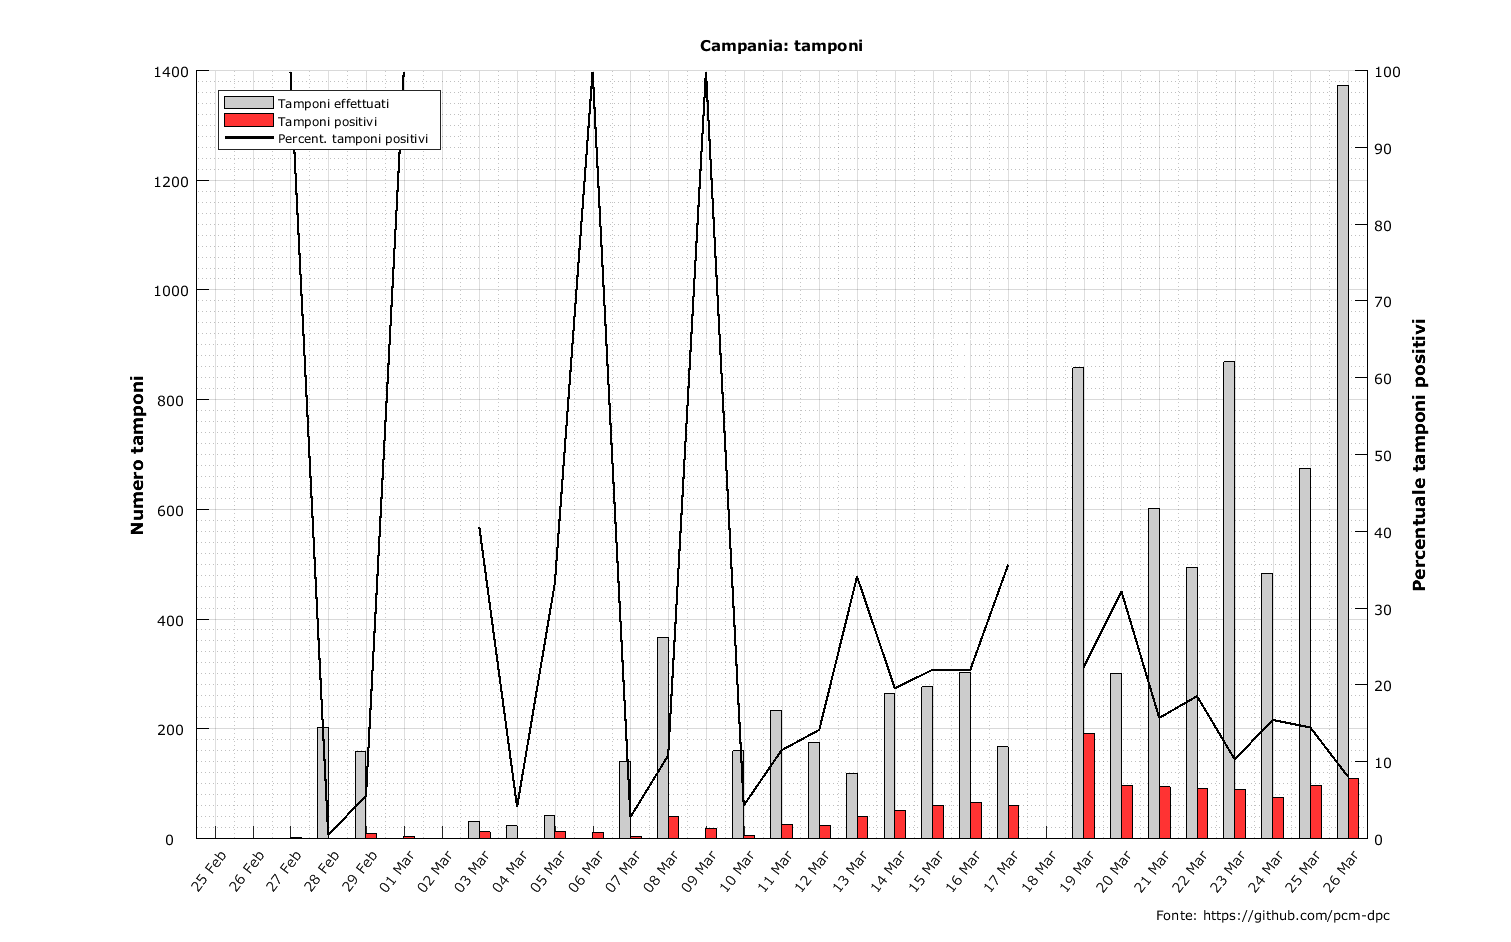 Campania: tamponi
Tamponi effettuati
Tamponi positivi
Percent. tamponi positivi
Numero tamponi
1400
1200
1000
800
600
400
200
0
Percentuale tamponi positivi
100
90
80
70
60
50
40
30
20
10
0
25 Feb
26 Feb
27 Feb
28 Feb
29 Feb
01 Mar
02 Mar
03 Mar
04 Mar
05 Mar
06 Mar
07 Mar
08 Mar
09 Mar
10 Mar
11 Mar
12 Mar
13 Mar
14 Mar
15 Mar
16 Mar
17 Mar
18 Mar
19 Mar
20 Mar
21 Mar
22 Mar
23 Mar
24 Mar
25 Mar
26 Mar
Fonte: https://github.com/pcm-dpc